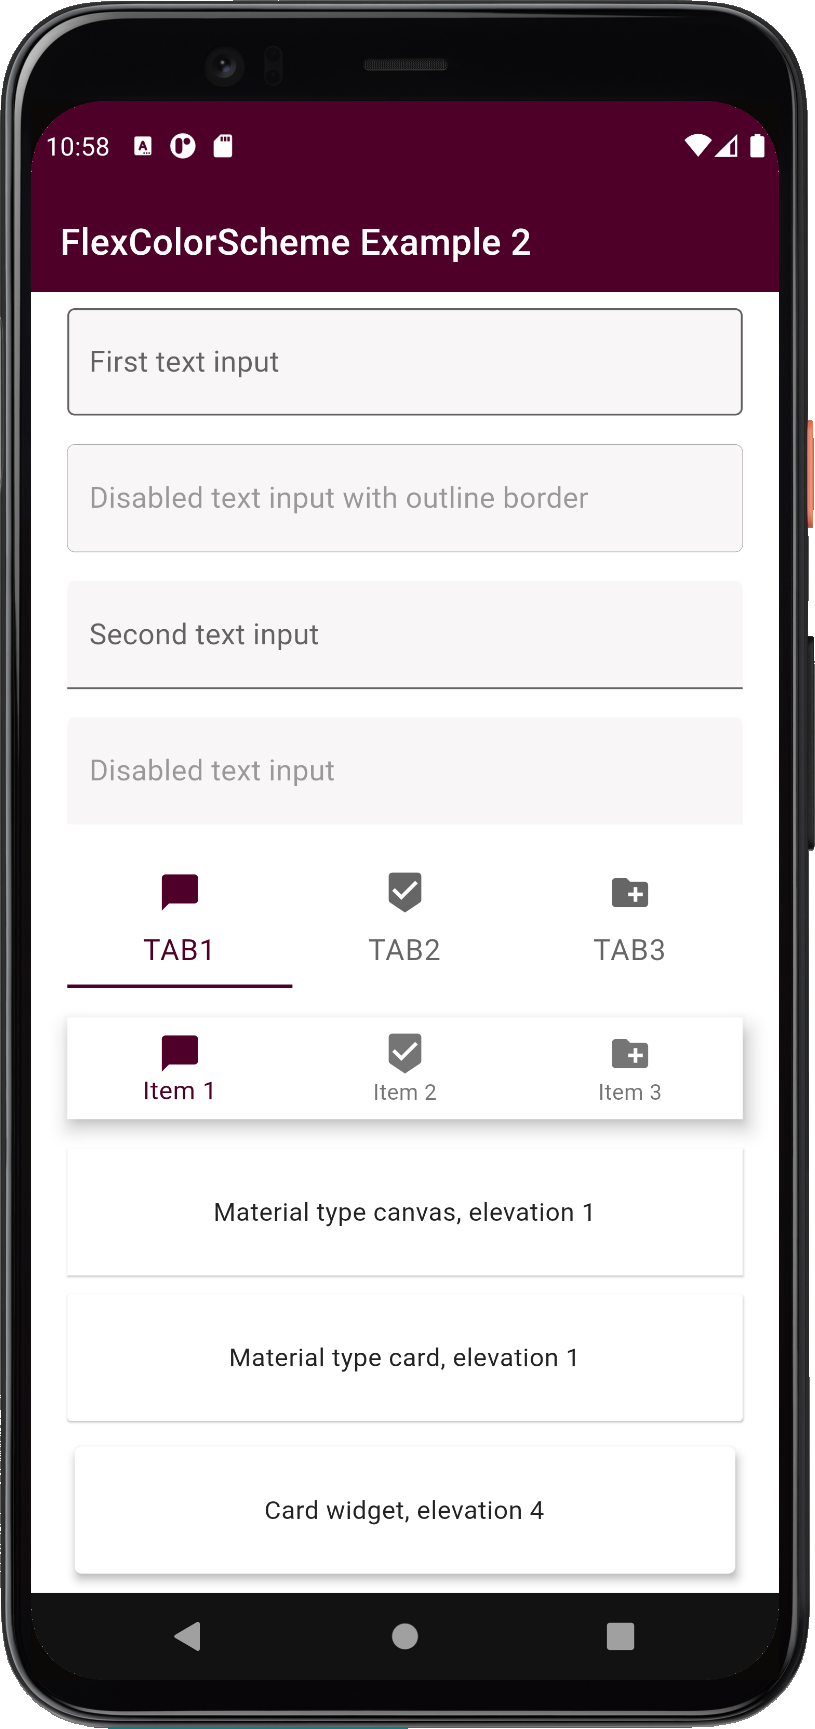 10:58
FlexColorScheme Example 2
First text input
Disabled text input with outline border
Second text input
Disabled text input
TAB1 TAB2 TAB3
Item 1 Item 2 Item 3
Material type canvas, elevation 1
Material type card, elevation 1
Card widget, elevation 4